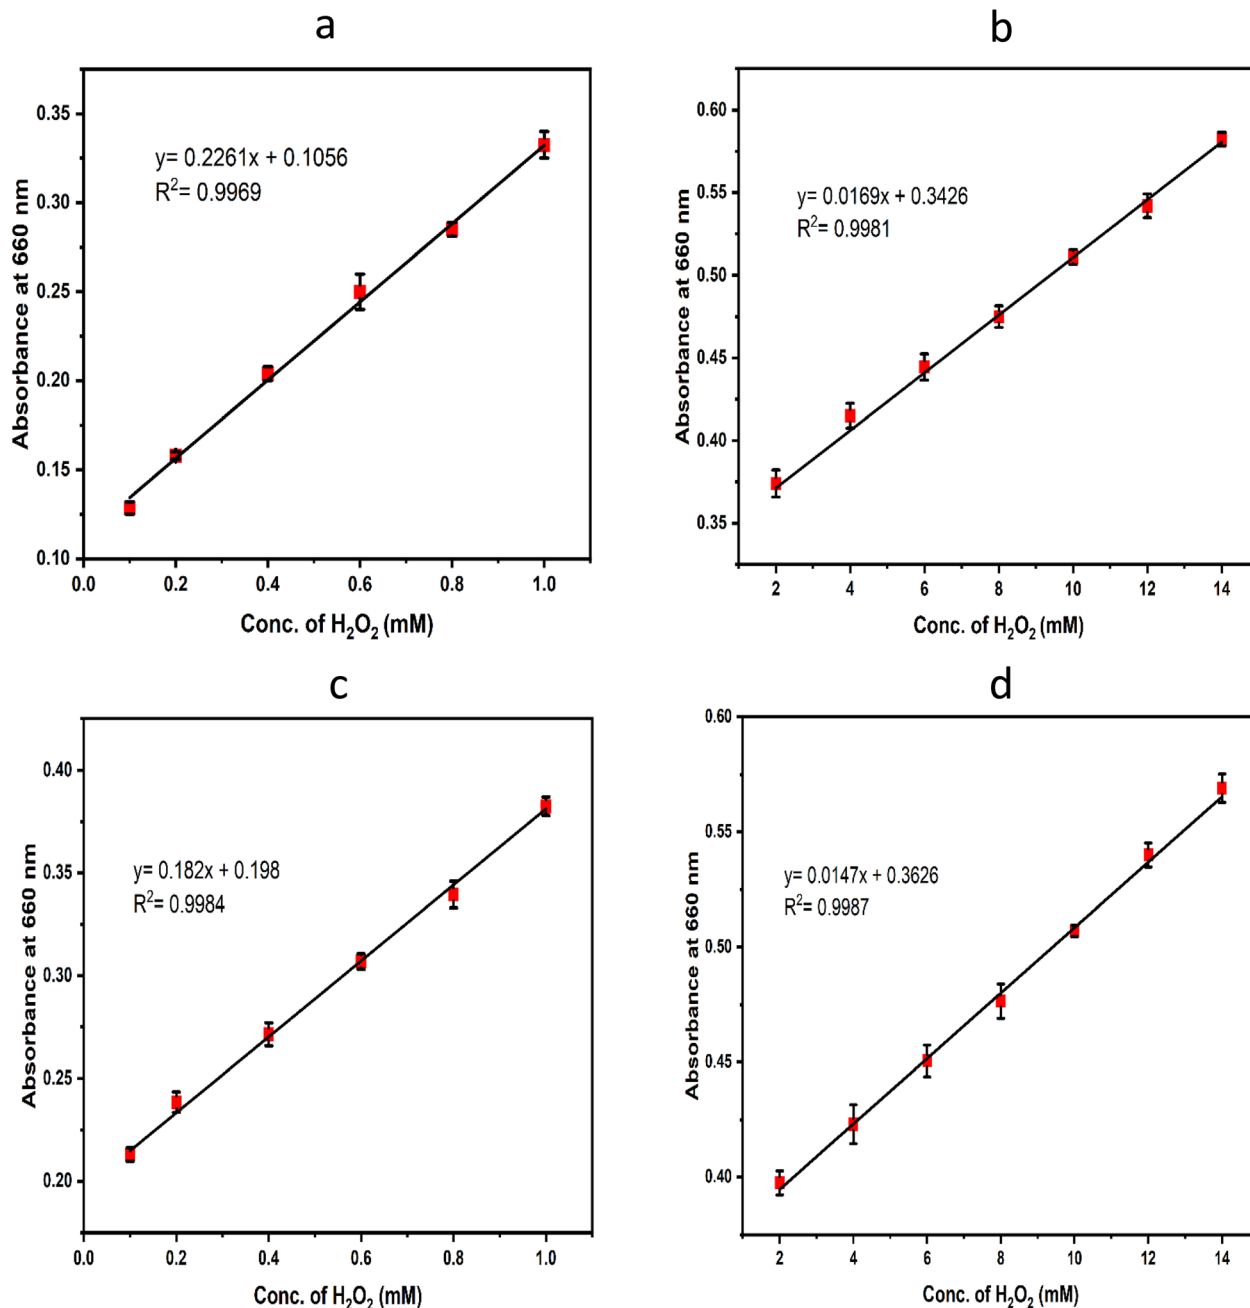 a
0.35
0.30
0.25
0.20
0.15
0.10
Absorbance at 660 nm
y= 0.2261x + 0.1056
R²= 0.9969
0.0 0.2 0.4 0.6 0.8 1.0
Conc. of H₂O₂ (mM)
b
0.60
0.55
0.50
0.45
0.40
0.35
Absorbance at 660 nm
y= 0.0169x + 0.3426
R²= 0.9981
2 4 6 8 10 12 14
Conc. of H₂O₂ (mM)
c
0.40
0.35
0.30
0.25
0.20
Absorbance at 660 nm
y= 0.182x + 0.198
R²= 0.9984
0.0 0.2 0.4 0.6 0.8 1.0
Conc. of H₂O₂ (mM)
d
0.60
0.55
0.50
0.45
0.40
Absorbance at 660 nm
y= 0.0147x + 0.3626
R²= 0.9987
2 4 6 8 10 12 14
Conc. of H₂O₂ (mM)